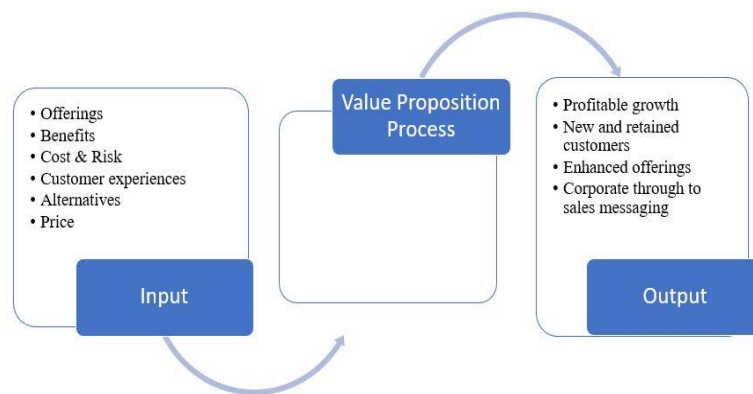 • Offerings
• Benefits
• Cost & Risk
• Customer experiences
• Alternatives
• Price
Input
Value Proposition
Process
• Profitable growth
• New and retained
customers
• Enhanced offerings
• Corporate through to
sales messaging
Output